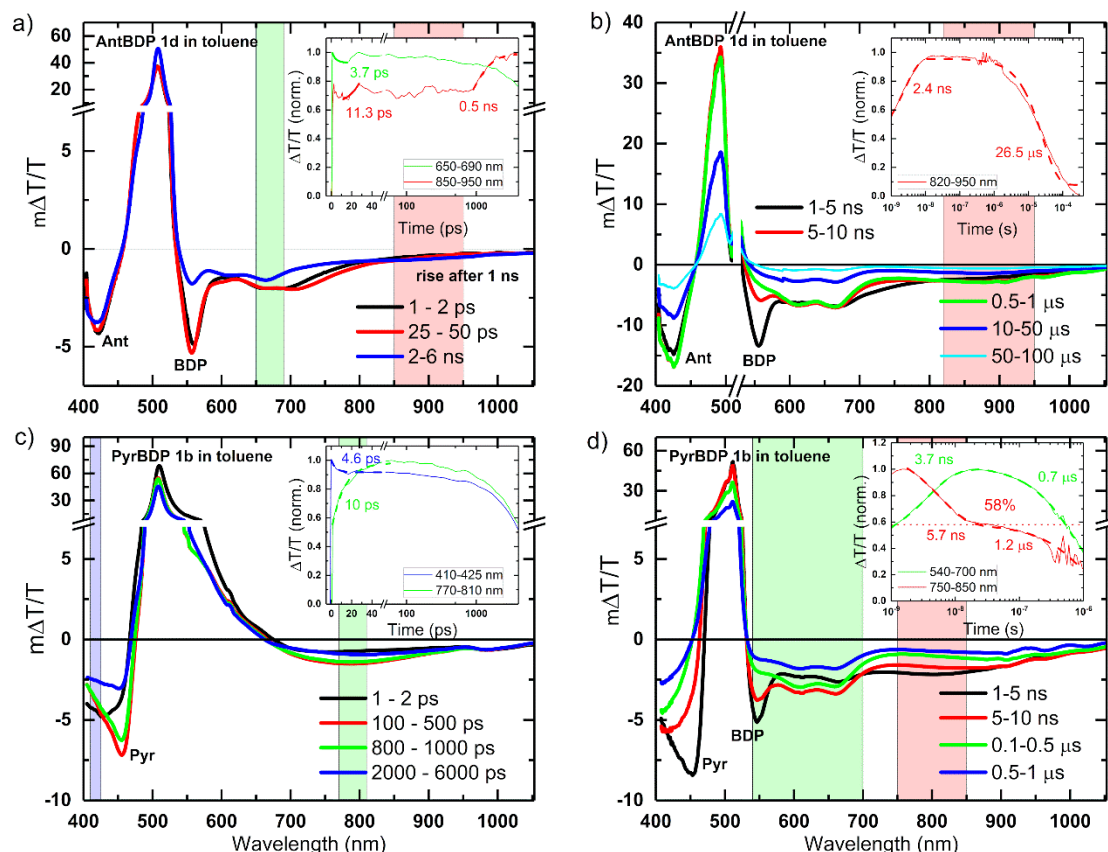 a)
AntBDP 1d in toluene
mΔT/T
60
40
20
5
0
-5
400 500 600 700 800 900 1000
Ant
BDP
rise after 1 ns
1 - 2 ps
25 - 50 ps
2-6 ns
ΔT/T (norm.)
1.0
0.8
0.6
0.4
0.2
0.0
3.7 ps
11.3 ps
0.5 ns
650-690 nm
850-950 nm
0 20 40 100 1000
Time (ps)
b)
AntBDP 1d in toluene
mΔT/T
40
30
20
10
0
-10
-20
400 500 600 700 800 900 1000
Ant
BDP
1-5 ns
5-10 ns
0.5-1 μs
10-50 μs
50-100 μs
ΔT/T (norm.)
1.0
0.8
0.6
0.4
0.2
0.0
2.4 ns
26.5 μs
820-950 nm
10-9 10-8 10-7 10-6 10-5 10-4
Time (s)
c)
PyrBDP 1b in toluene
mΔT/T
90
60
30
5
0
-5
-10
400 500 600 700 800 900 1000
Wavelength (nm)
Pyr
1 - 2 ps
100 - 500 ps
800 - 1000 ps
2000 - 6000 ps
ΔT/T (norm.)
1.0
0.8
0.6
0.4
0.2
0.0
4.6 ps
10 ps
410-425 nm
770-810 nm
0 20 40 100 1000
Time (ps)
d)
PyrBDP 1b in toluene
mΔT/T
60
30
5
0
-5
-10
400 500 600 700 800 900 1000
Wavelength (nm)
Pyr
BDP
1-5 ns
5-10 ns
0.1-0.5 μs
0.5-1 μs
ΔT/T (norm.)
1.2
1.0
0.8
0.6
0.4
0.2
0.0
3.7 ns
0.7 μs
58%
5.7 ns
1.2 μs
540-700 nm
750-850 nm
10-9 10-8 10-7 10-6
Time (s)